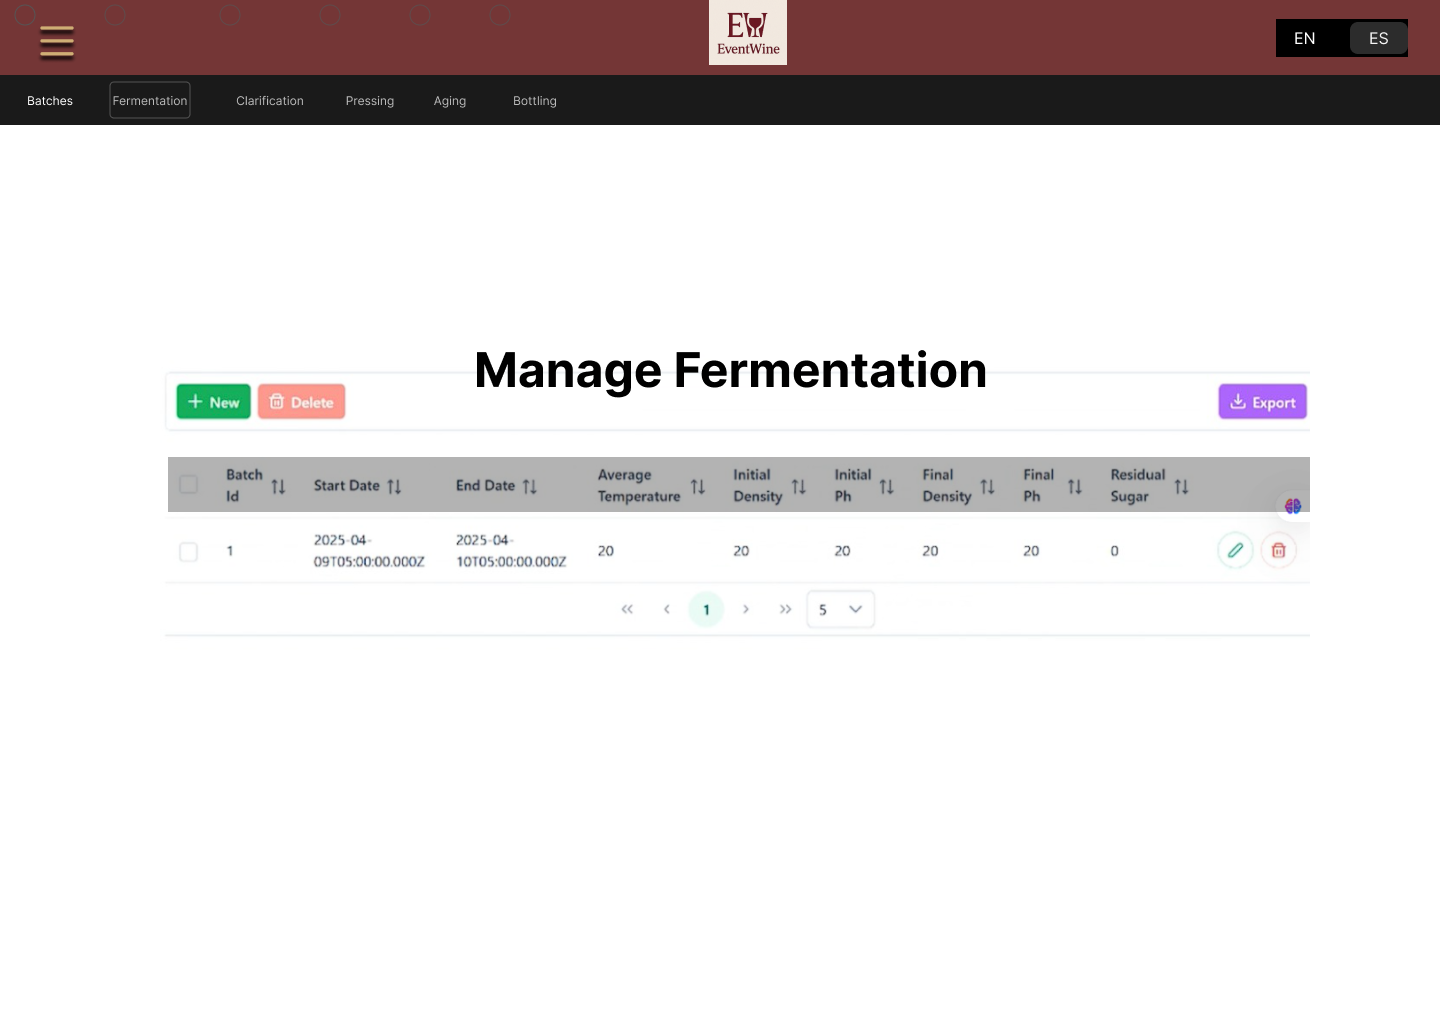 EW
EventWine
EN ES
Batches Fermentation Clarification Pressing Aging Bottling
Manage Fermentation
New Delete Export
Batch Id Start Date End Date Average Temperature Initial Density Initial Ph Final Density Final Ph Residual Sugar
1 2025-04-09T05:00:00.000Z 2025-04-10T05:00:00.000Z 20 20 20 20 20 0
1 5